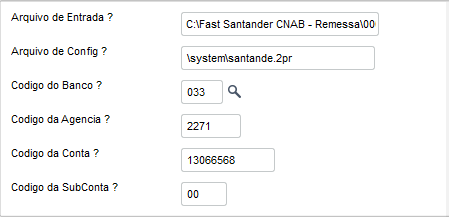 Arquivo de Entrada ? C:\Fast Santander CNAB - Remessa\00
Arquivo de Config ? \system\santande.2pr
Codigo do Banco ? 033
Codigo da Agencia ? 2271
Codigo da Conta ? 13066568
Codigo da SubConta ? 00